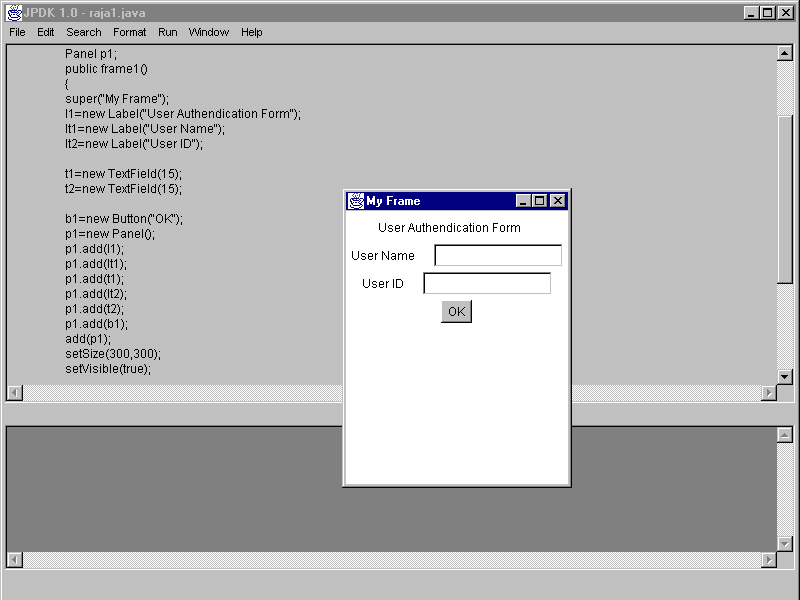 JPDK 1.0 - raja1.java
File Edit Search Format Run Window Help
Panel p1;
public frame1()
{
super("My Frame");
l1=new Label("User Authendication Form");
lt1=new Label("User Name");
lt2=new Label("User ID");
t1=new TextField(15);
t2=new TextField(15);
b1=new Button("OK");
p1=new Panel();
p1.add(l1);
p1.add(lt1);
p1.add(t1);
p1.add(lt2);
p1.add(t2);
p1.add(b1);
add(p1);
setSize(300,300);
setVisible(true);
My Frame
User Authendication Form
User Name
User ID
OK